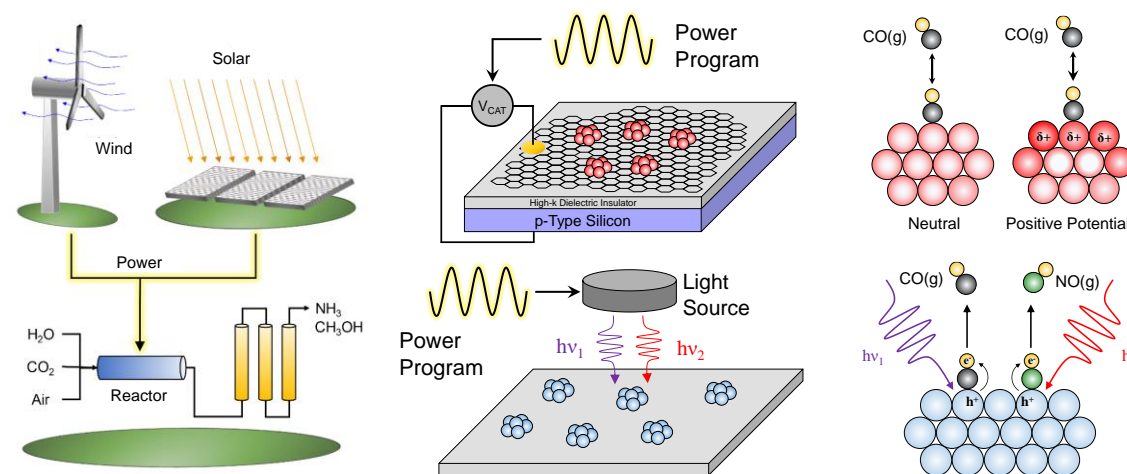 Solar
Wind
Power
H₂O
CO₂
Air
Reactor
NH₃
CH₃OH
Power
Program
V_CAT
High-k Dielectric Insulator
p-Type Silicon
Power
Program
Light
Source
hν₁
hν₂
CO(g)
CO(g)
δ+ δ+ δ+
Neutral
Positive Potential
CO(g)
NO(g)
hν₁
h
e⁻
e⁻
h⁺
h⁺